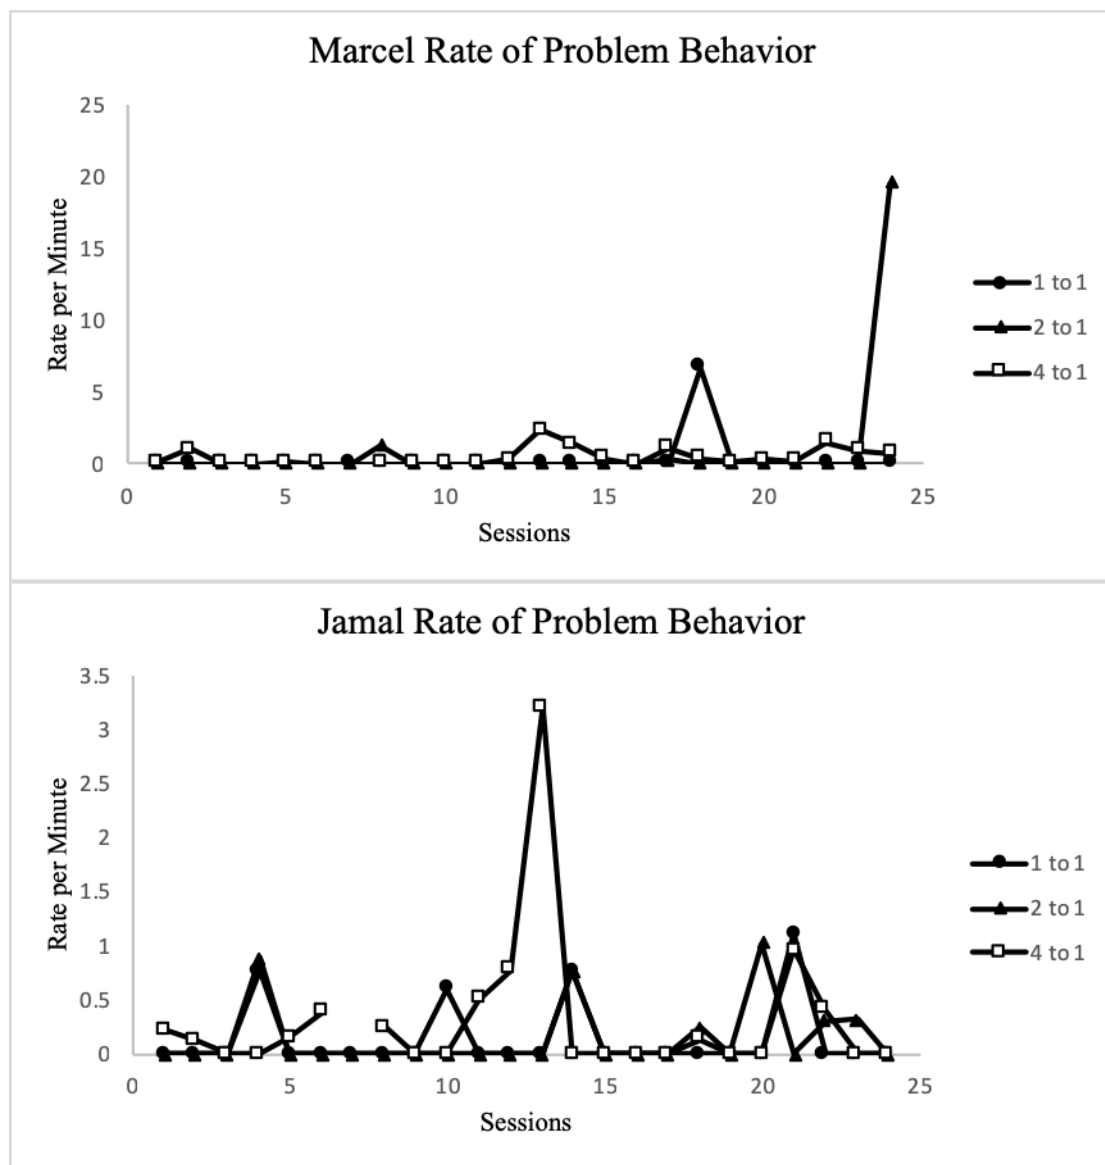 Marcel Rate of Problem Behavior
25
20
15
10
5
0
Rate per Minute
0 5 10 15 20 25
Sessions
1 to 1
2 to 1
4 to 1
Jamal Rate of Problem Behavior
3.5
3
2.5
2
1.5
1
0.5
0
Rate per Minute
0 5 10 15 20 25
Sessions
1 to 1
2 to 1
4 to 1